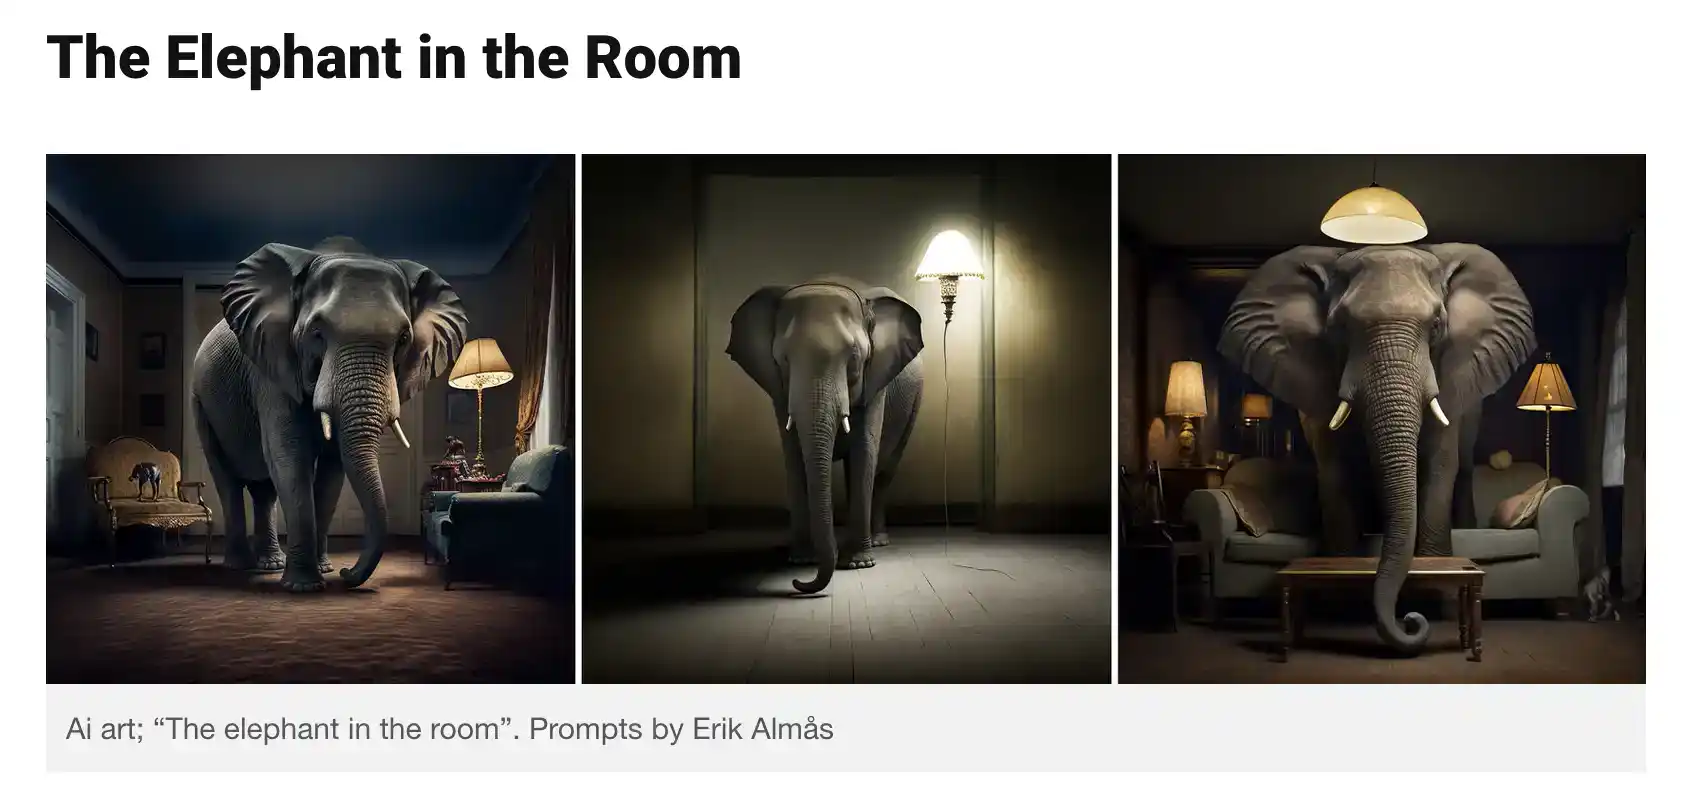 The Elephant in the Room
Ai art; “The elephant in the room”. Prompts by Erik Almås